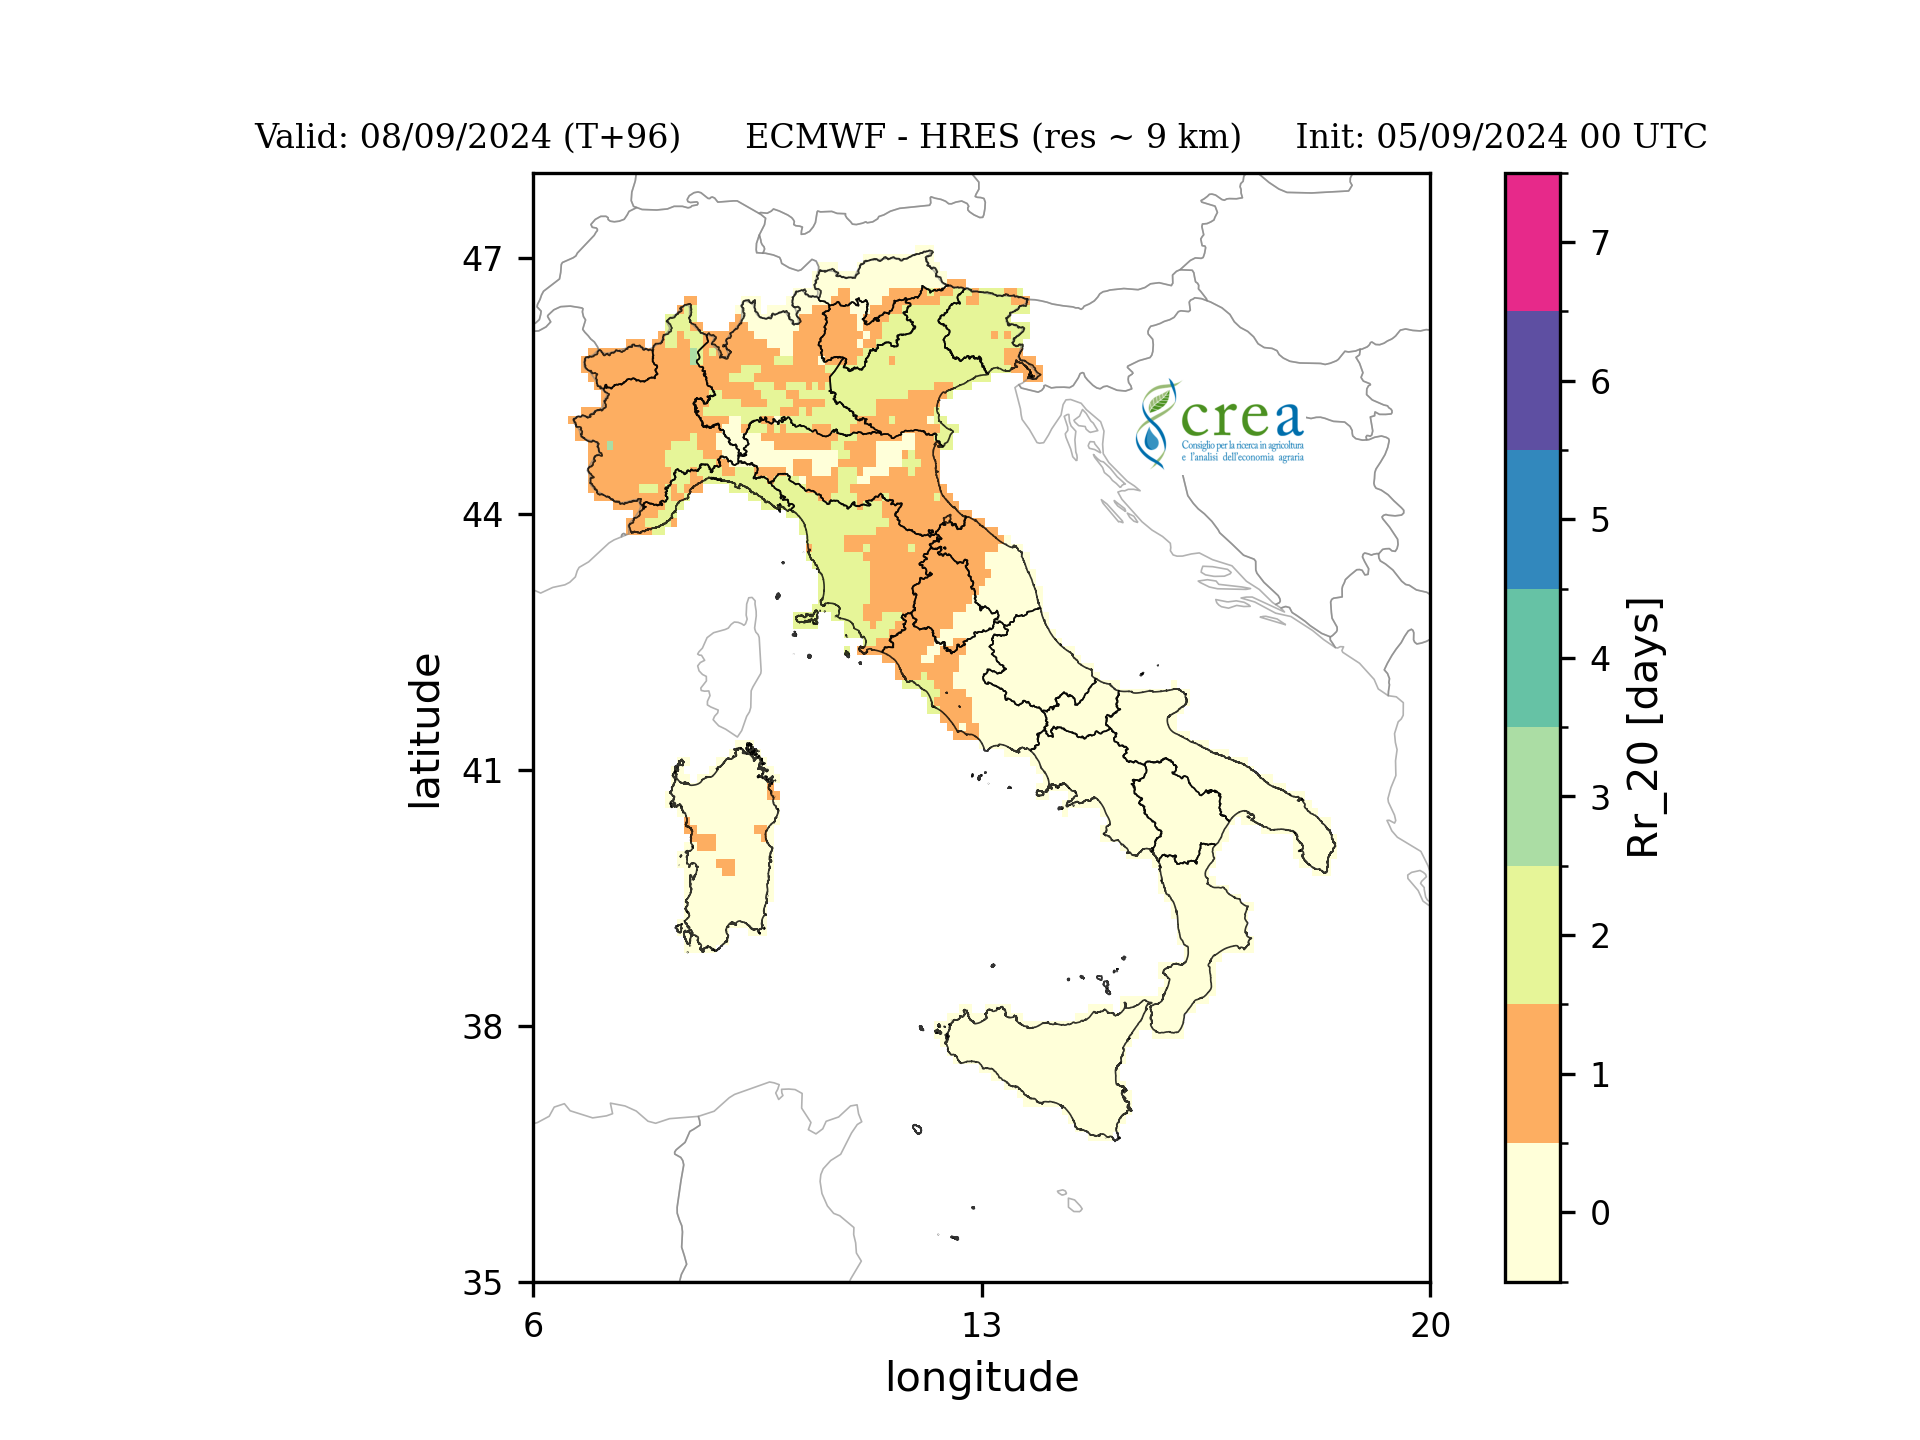 Valid: 08/09/2024 (T+96) ECMWF - HRES (res ~ 9 km) Init: 05/09/2024 00 UTC
47
44
41
38
35
latitude
6 13 20
longitude
crea
Consiglio per la ricerca in agricoltura
e l'analisi dell'economia agraria
7
6
5
4
3
2
1
0
Rr_20 [days]